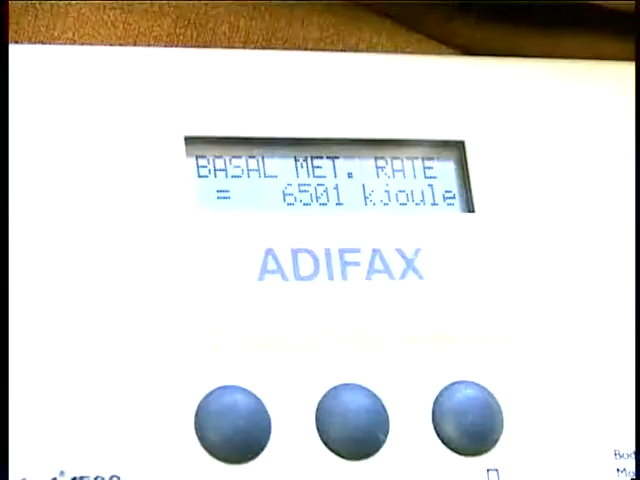 BASAL MET. RATE
= 6501 kjoule
ADIFAX